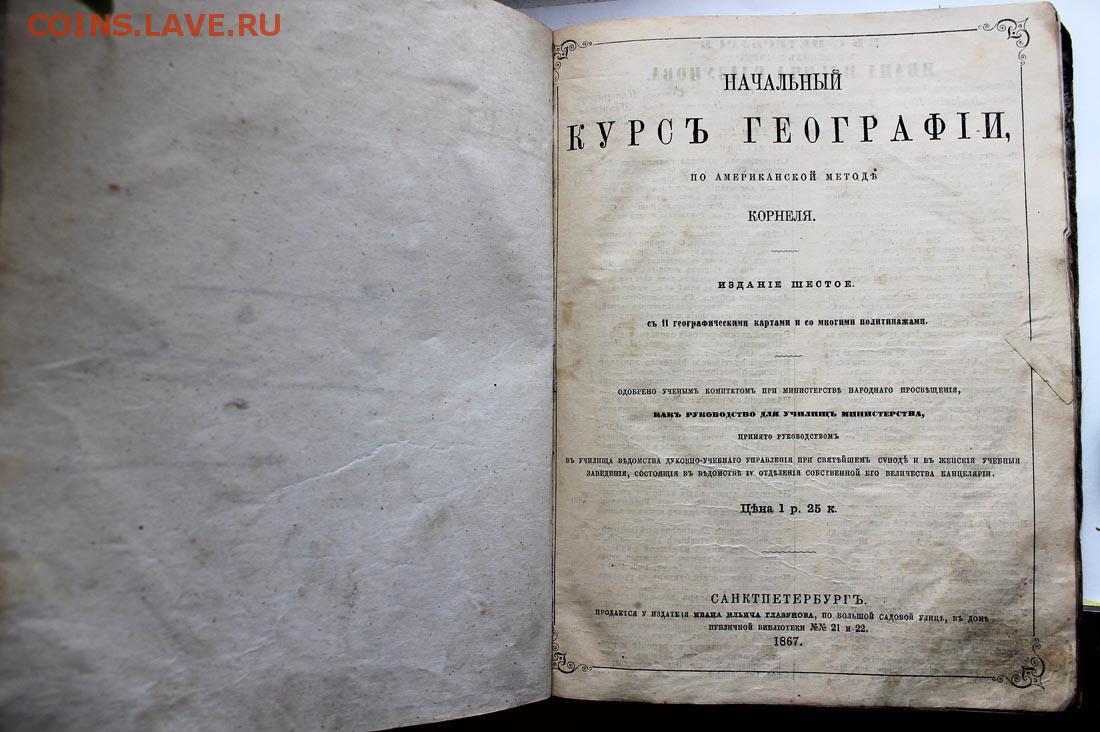 COINS.LAVE.RU
НАЧАЛЬНЫЙ
КУРСЪ ГЕОГРАФІИ,
ПО АМЕРИКАНСКОЙ МЕТОДѢ
КОРНЕЛЯ.
ИЗДАНІЕ ШЕСТОЕ.
съ 11 географическими картами и со многими политипажами.
ОДОБРЕНО УЧЕНЫМЪ КОМИТЕТОМЪ ПРИ МИНИСТЕРСТВѢ НАРОДНАГО ПРОСВѢЩЕНІЯ,
КАКЪ РУКОВОДСТВО ДЛЯ УЧИЛИЩЪ МИНИСТЕРСТВА,
ПРИНЯТО РУКОВОДСТВОМЪ
ВЪ УЧИЛИЩА ВѢДОМСТВА ДУХОВНО-УЧЕБНАГО УПРАВЛЕНІЯ ПРИ СВЯТѢЙШЕМЪ СѴНОДѢ И ВЪ ЖЕНСКІЯ УЧЕБНЫЯ
ЗАВЕДЕНІЯ, СОСТОЯЩІЯ ВЪ ВѢДОМСТВѢ IV ОТДѢЛЕНІЯ СОБСТВЕННОЙ ЕГО ВЕЛИЧЕСТВА КАНЦЕЛЯРІИ.
Цѣна 1 р. 25 к.
САНКТПЕТЕРБУРГЪ.
ПРОДАЕТСЯ У ИЗДАТЕЛЯ ИВАНА ИЛЬИЧА ГЛАЗУНОВА, ПО БОЛЬШОЙ САДОВОЙ УЛИЦѢ, ВЪ ДОМѢ
ПУБЛИЧНОЙ БИБЛІОТЕКИ №№ 21 и 22.
1867.